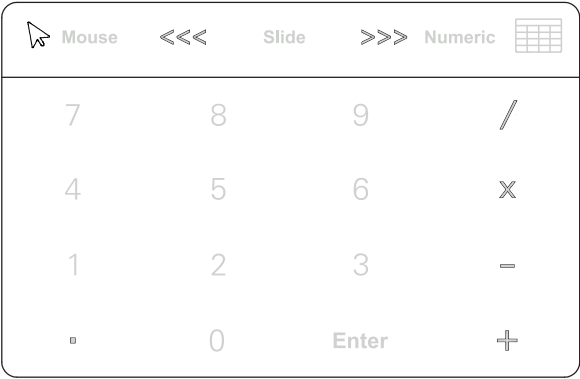 Mouse <<< Slide >>> Numeric
7 8 9 /
4 5 6 x
1 2 3 –
. 0 Enter +